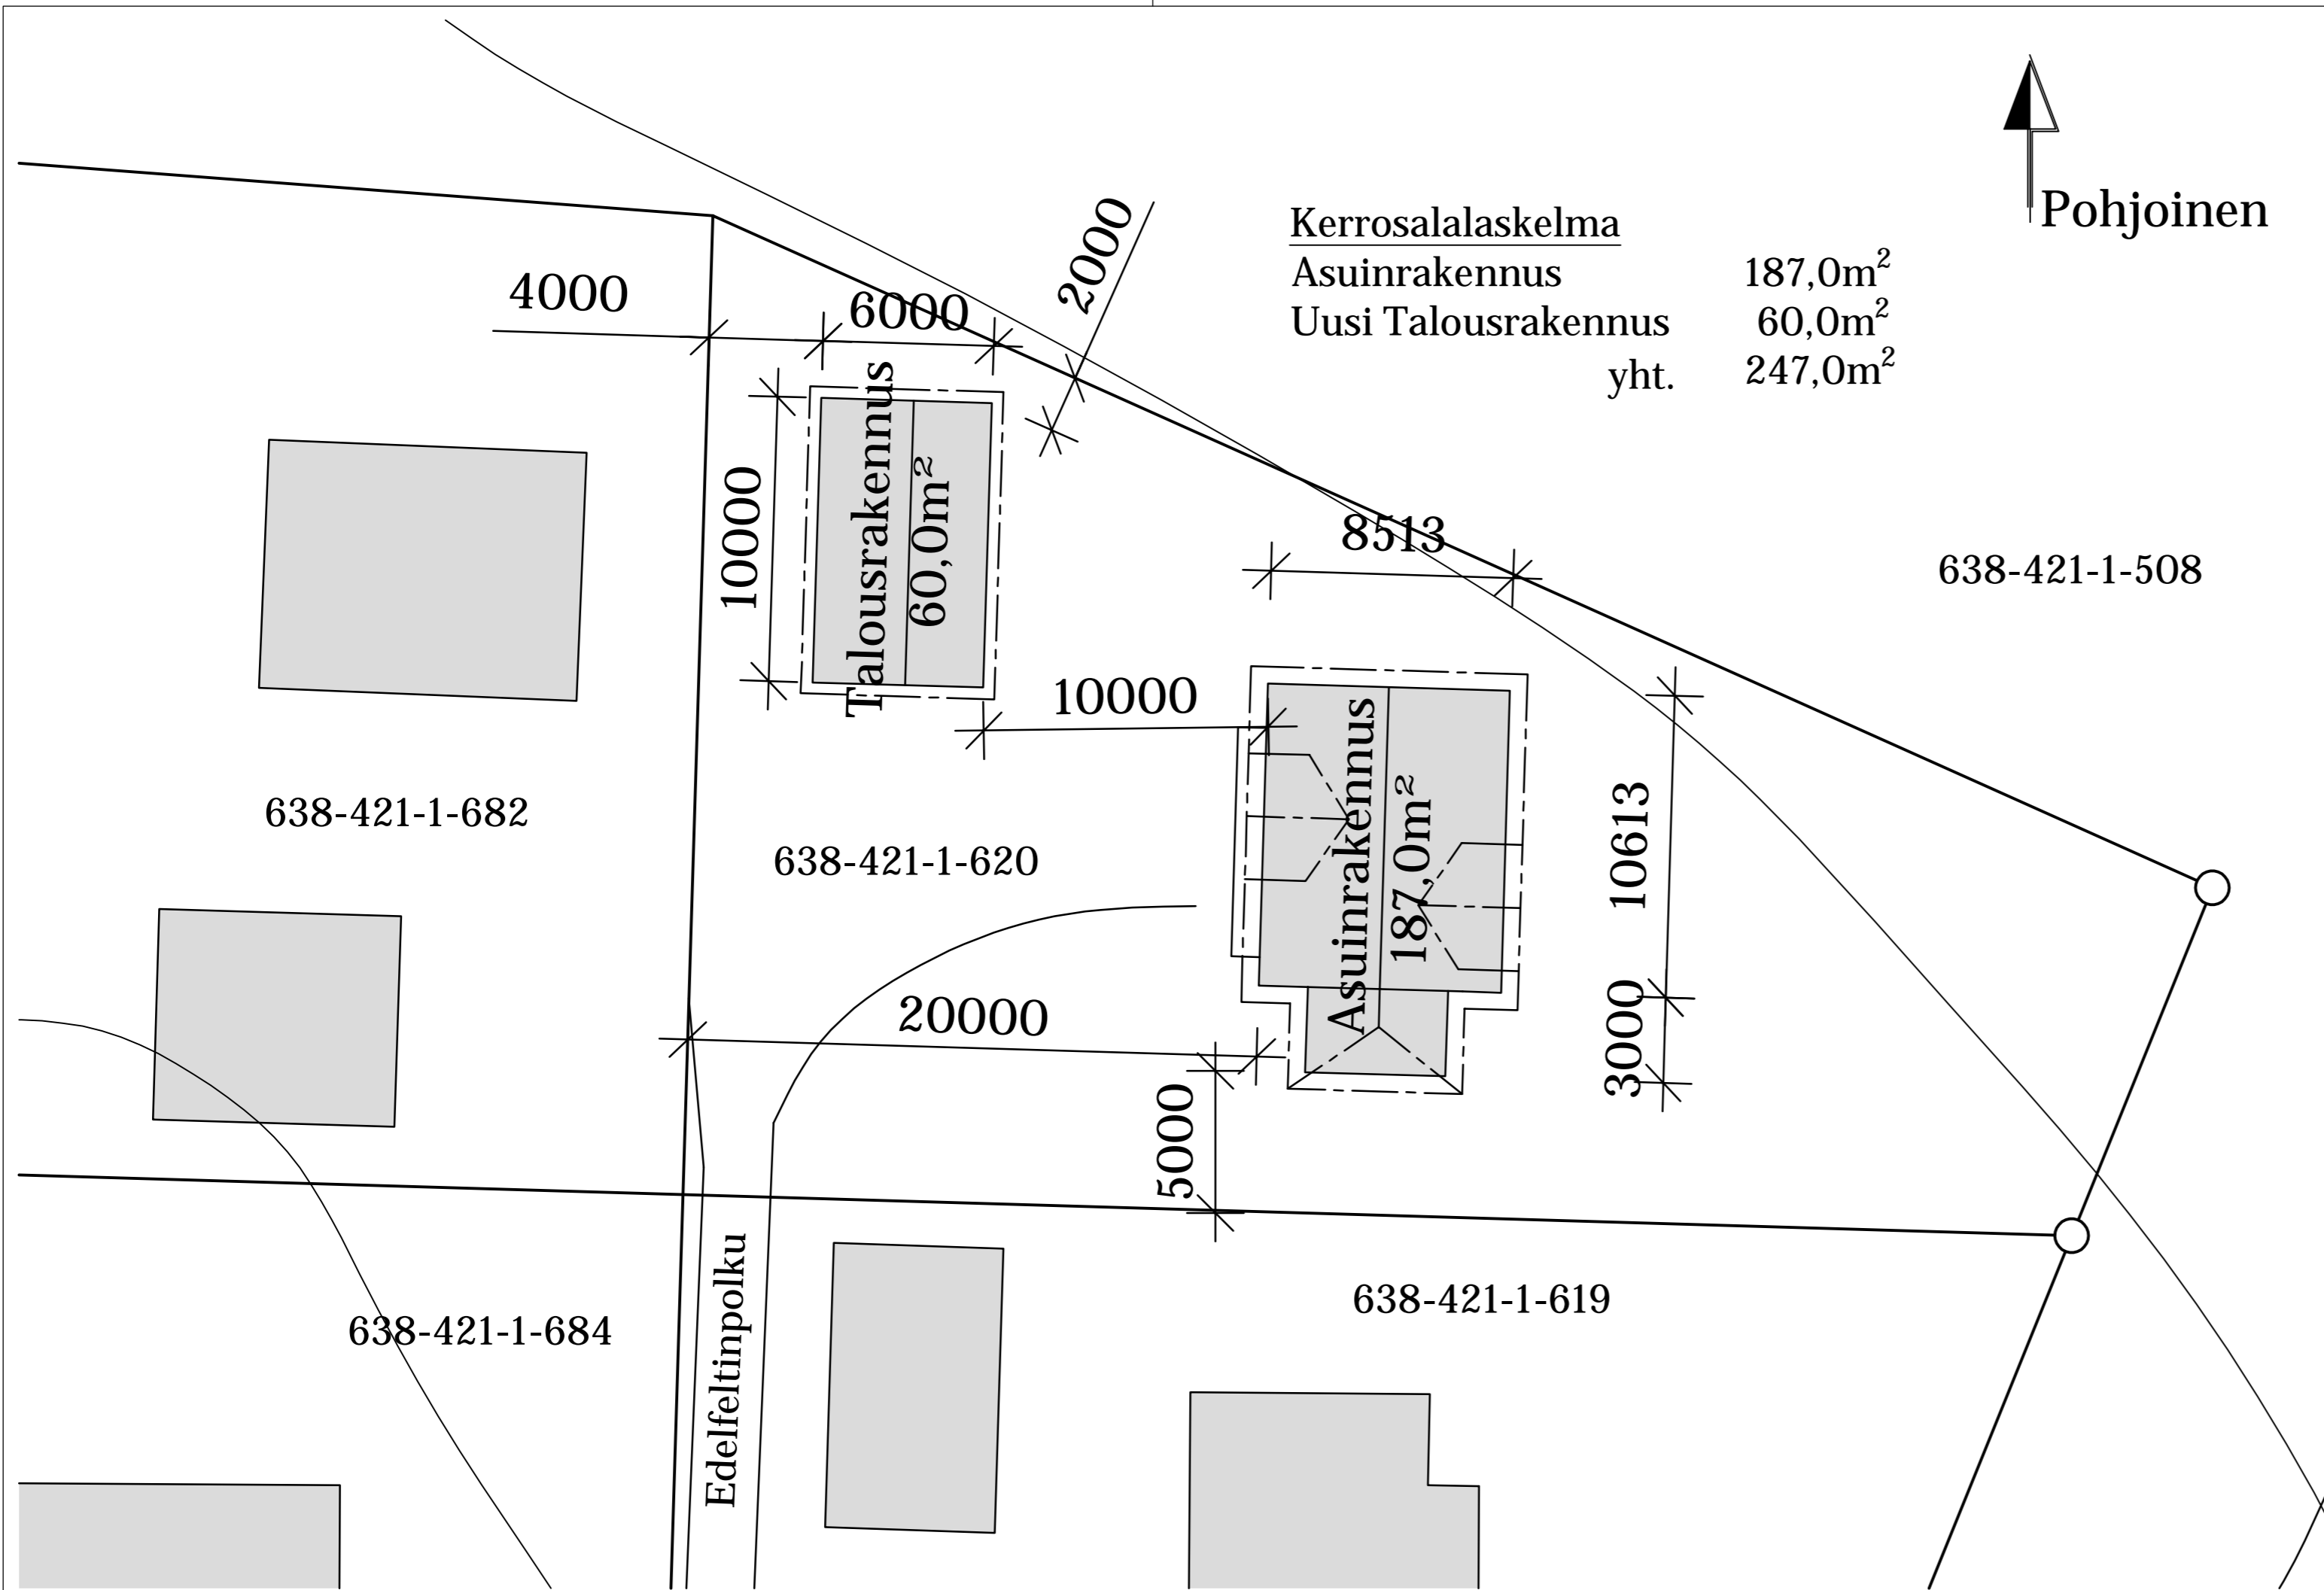 Pohjoinen
Kerrosalalaskelma
Asuinrakennus 187,0m²
Uusi Talousrakennus 60,0m²
yht. 247,0m²
4000
6000
2000
10000
Talousrakennus
60,0m²
8513
638-421-1-508
10000
Asuinrakennus
187,0m²
10613
3000
638-421-1-682
638-421-1-620
20000
5000
638-421-1-619
638-421-1-684
Edelfeltinpolku